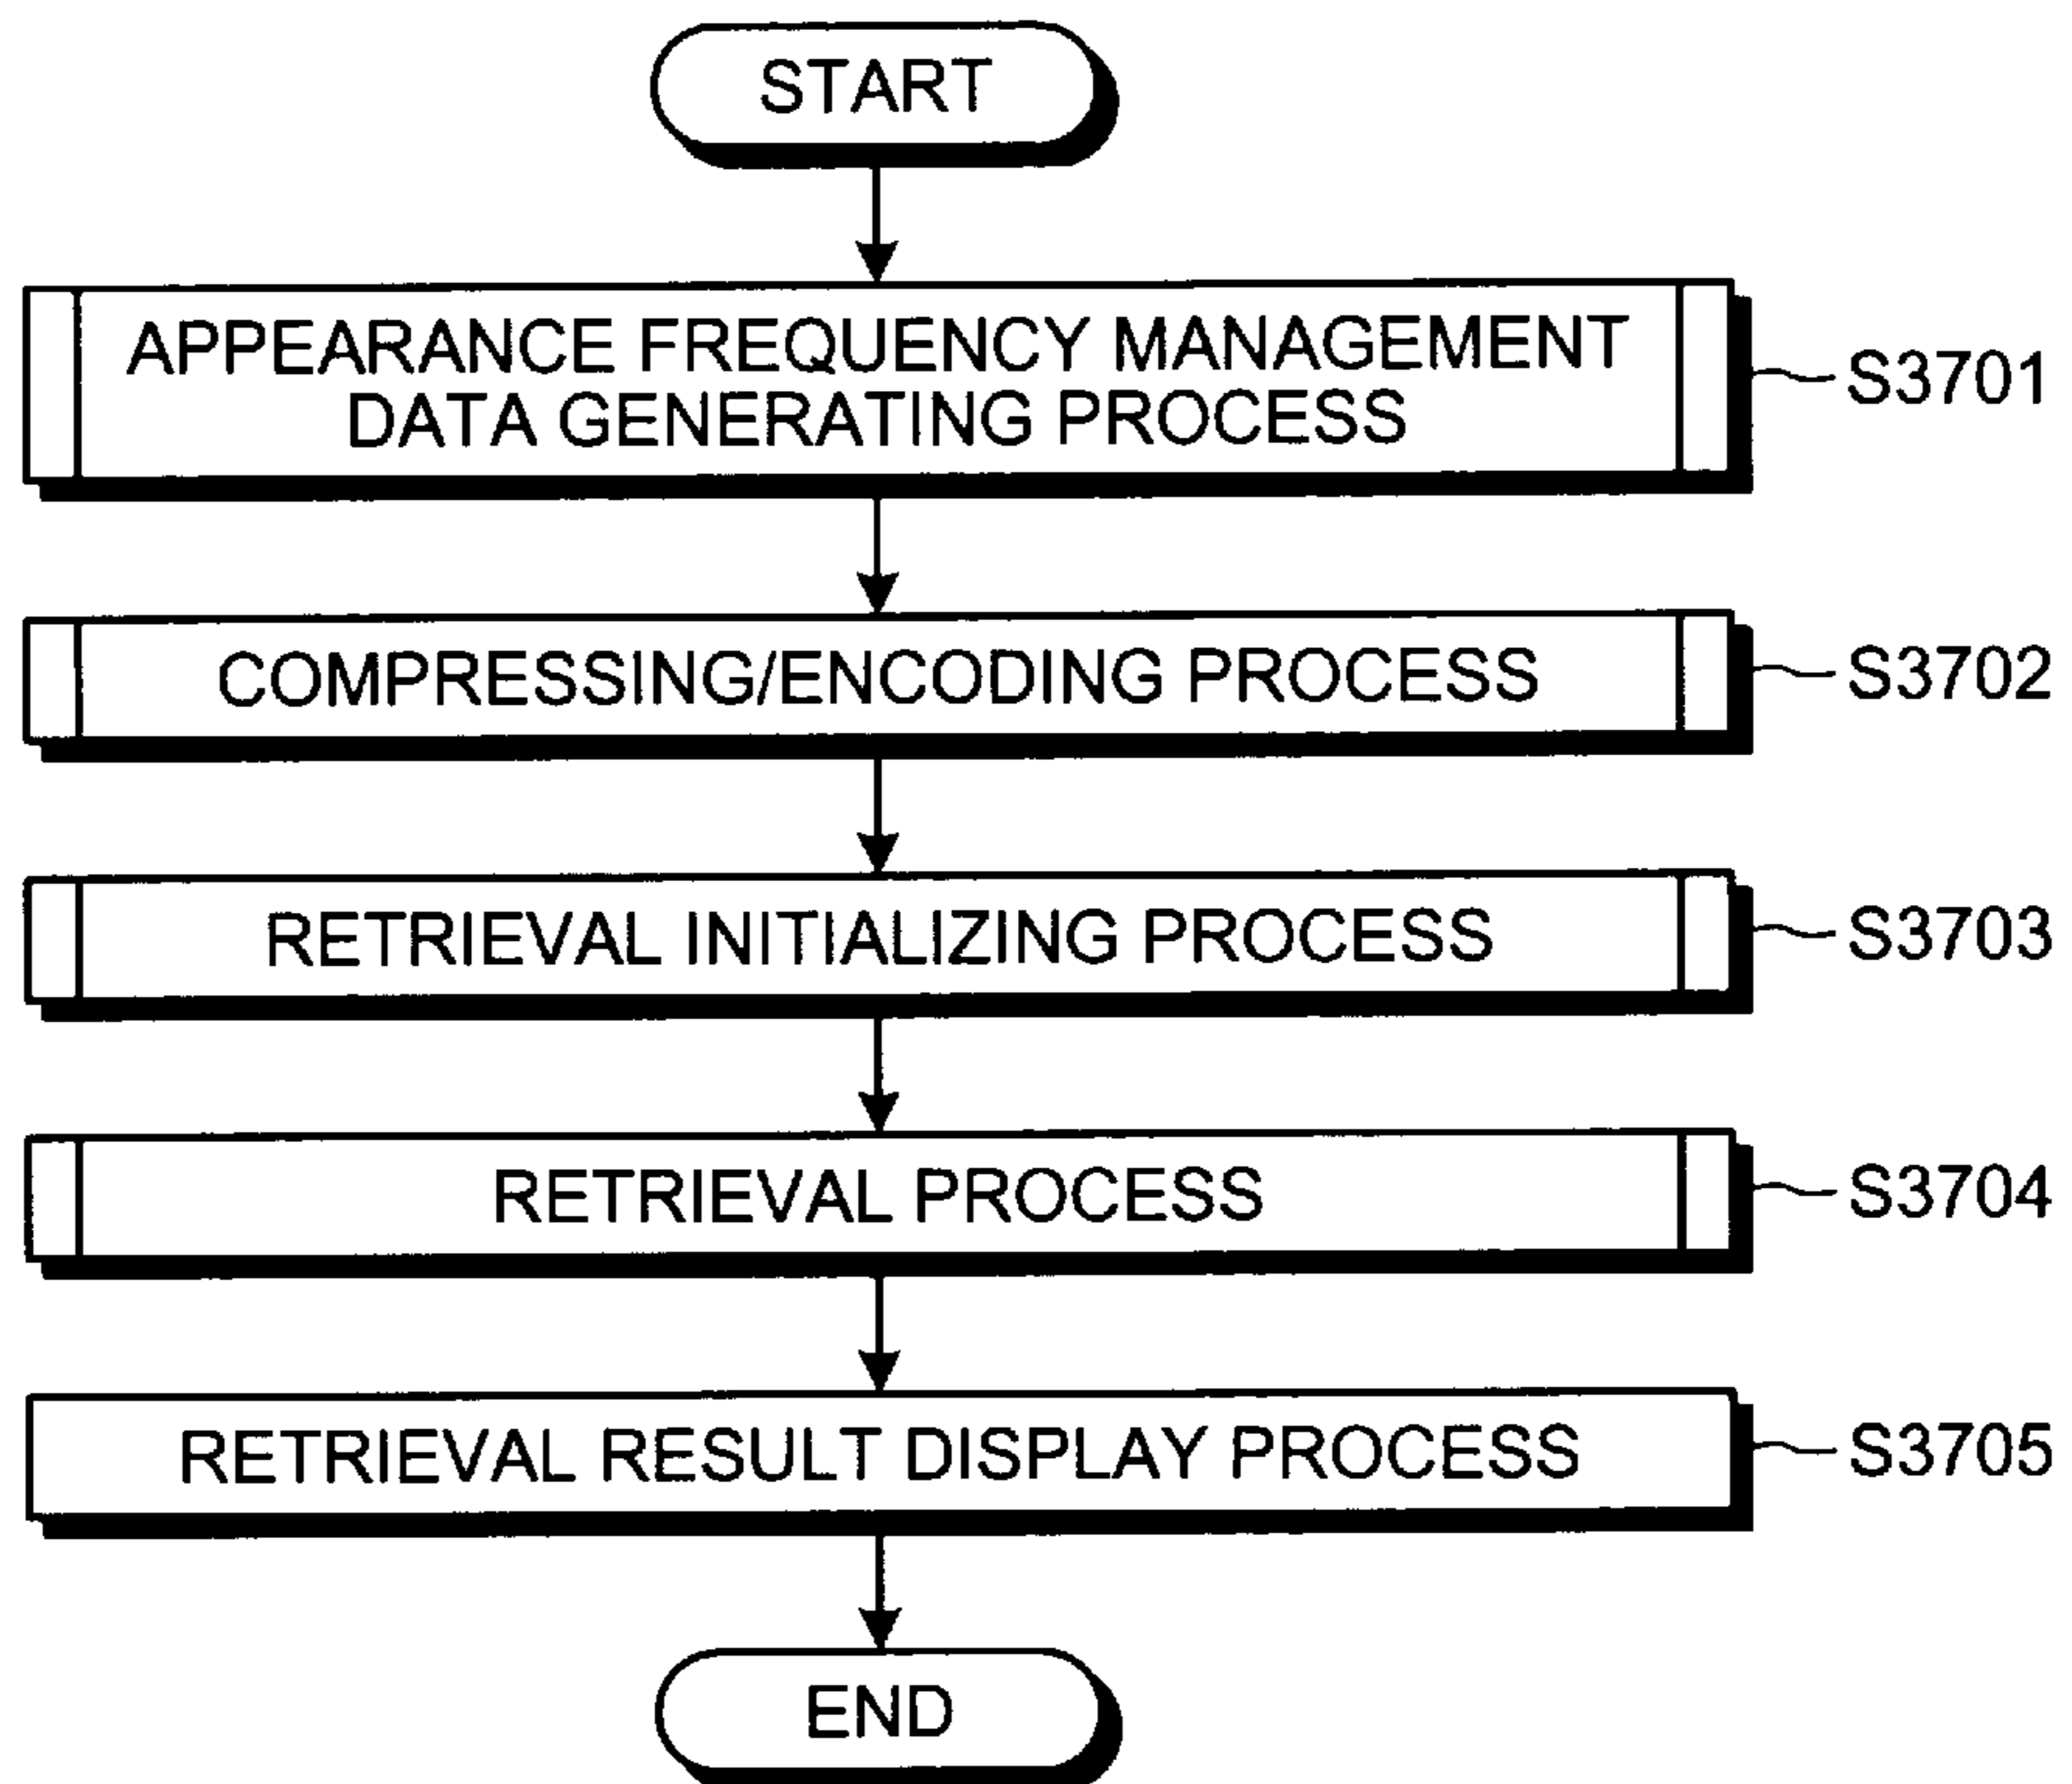 START
APPEARANCE FREQUENCY MANAGEMENT
DATA GENERATING PROCESS
S3701
COMPRESSING/ENCODING PROCESS
S3702
RETRIEVAL INITIALIZING PROCESS
S3703
RETRIEVAL PROCESS
S3704
RETRIEVAL RESULT DISPLAY PROCESS
S3705
END